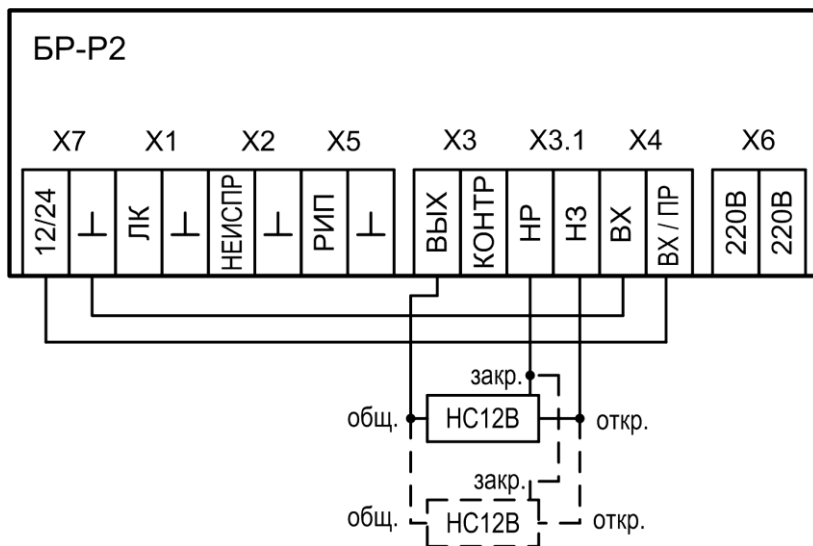 БР-Р2
X7 X1 X2 X5 X3 X3.1 X4 X6
12/24 ⊥ ЛК ⊥ НЕИСПР ⊥ РИП ⊥ ВЫХ КОНТР НР НЗ ВХ ВХ / ПР 220В 220В
закр.
общ. НС12В откр.
закр.
общ. НС12В откр.